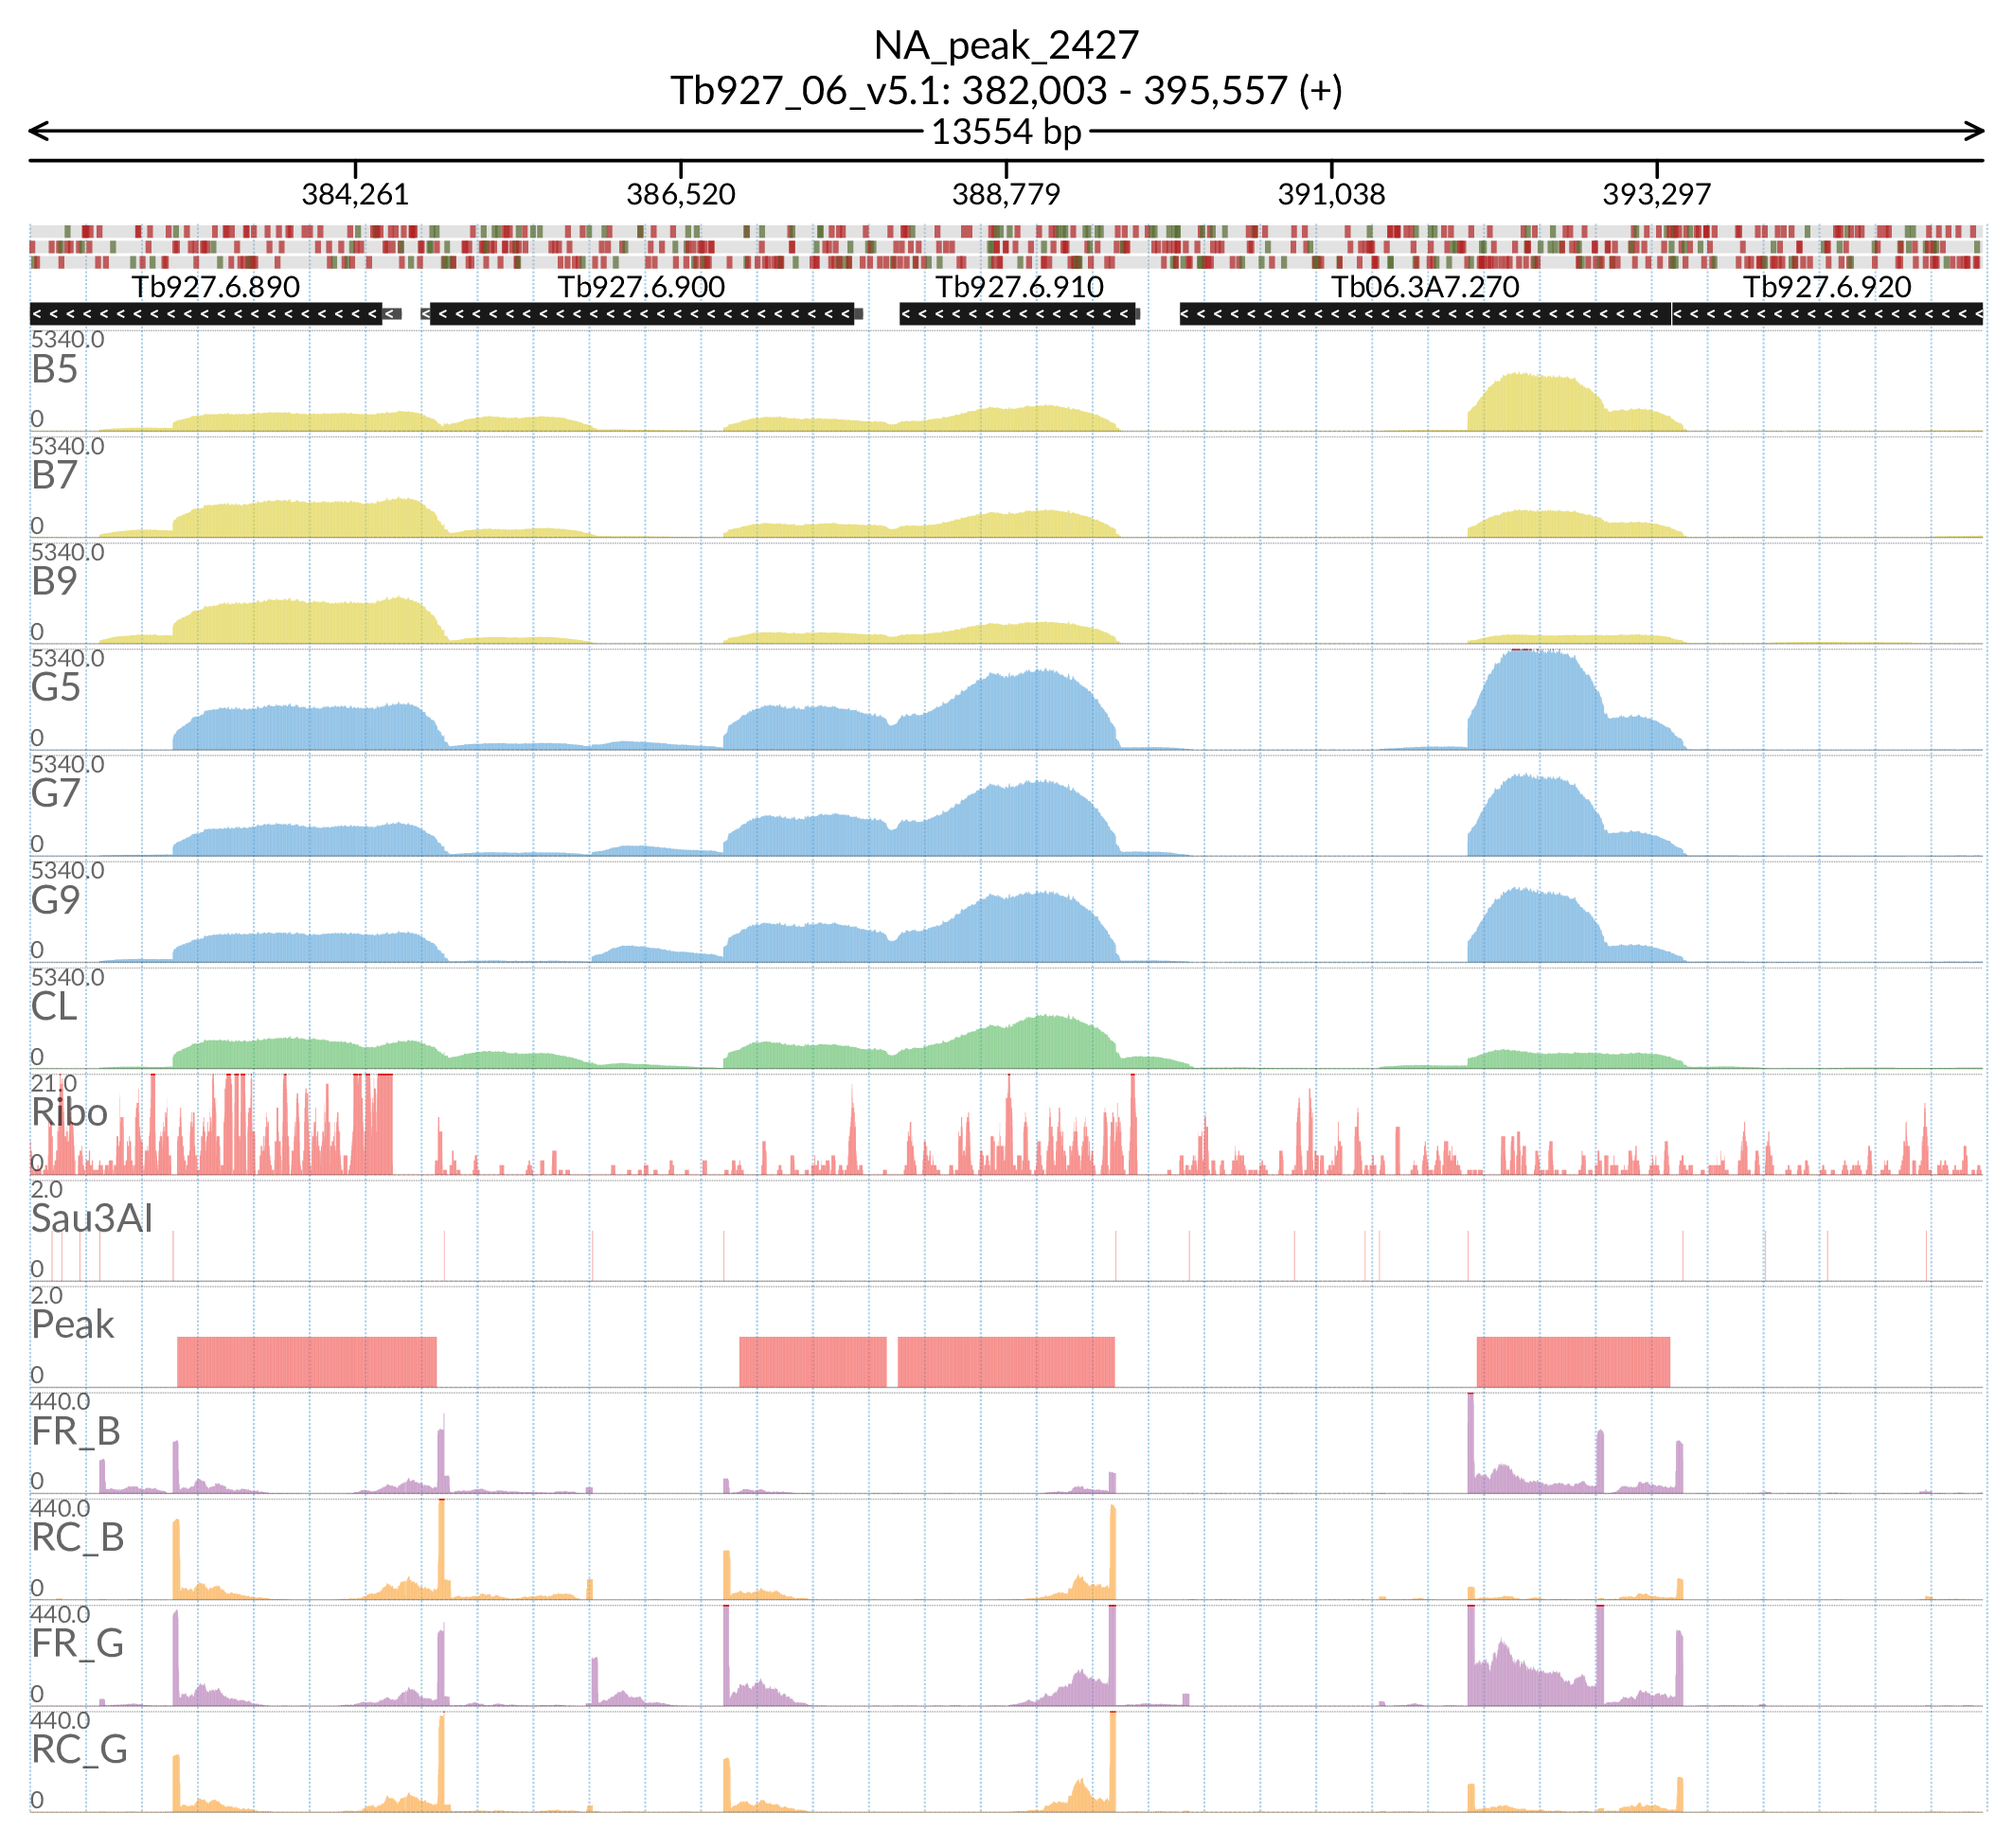 NA_peak_2427
Tb927_06_v5.1: 382,003 - 395,557 (+)
13554 bp
384,261 386,520 388,779 391,038 393,297
Tb927.6.890 Tb927.6.900 Tb927.6.910 Tb06.3A7.270 Tb927.6.920
5340.0
B5
0
5340.0
B7
0
5340.0
B9
0
5340.0
G5
0
5340.0
G7
0
5340.0
G9
0
5340.0
CL
0
21.0
Ribo
0
2.0
Sau3AI
0
2.0
Peak
0
440.0
FR_B
0
440.0
RC_B
0
440.0
FR_G
0
440.0
RC_G
0